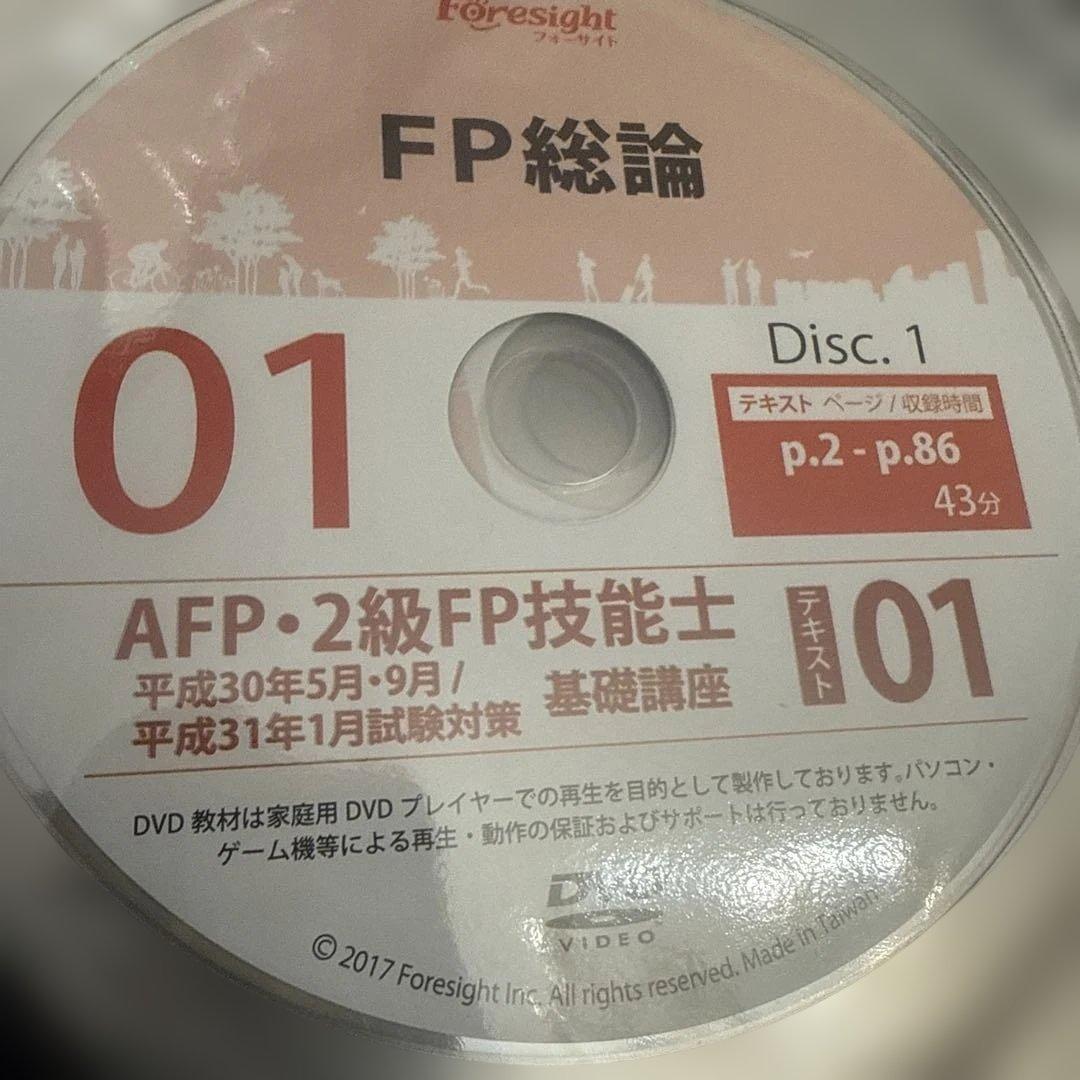 Foresight
フォーサイト
FP総論
01
Disc. 1
テキスト ページ / 収録時間
p.2 - p.86
43分
AFP・2級FP技能士
平成30年5月・9月 /
平成31年1月試験対策
基礎講座
テキスト
01
DVD 教材は家庭用 DVD プレイヤーでの再生を目的として製作しております。パソコン・
ゲーム機等による再生・動作の保証およびサポートは行っておりません。
DVD
VIDEO
© 2017 Foresight Inc. All rights reserved. Made in Taiwan